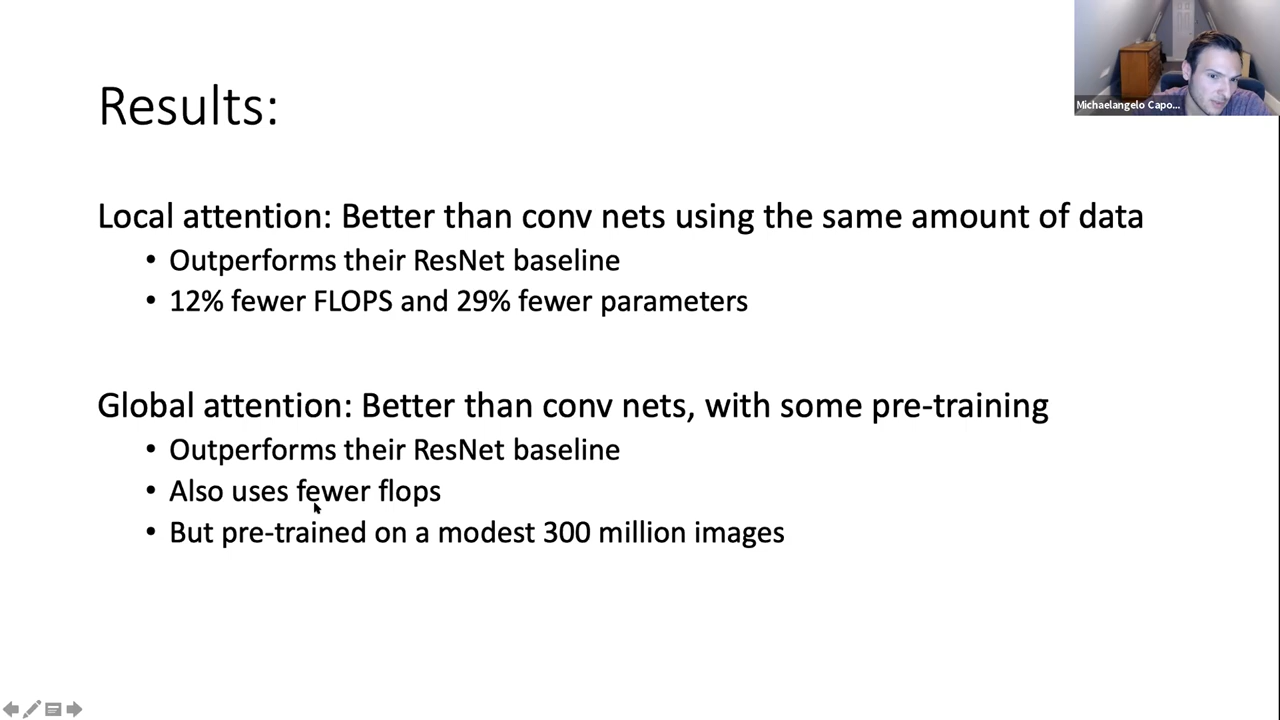 Michaelangelo Capo...
Results:
Local attention: Better than conv nets using the same amount of data
• Outperforms their ResNet baseline
• 12% fewer FLOPS and 29% fewer parameters
Global attention: Better than conv nets, with some pre-training
• Outperforms their ResNet baseline
• Also uses fewer flops
• But pre-trained on a modest 300 million images